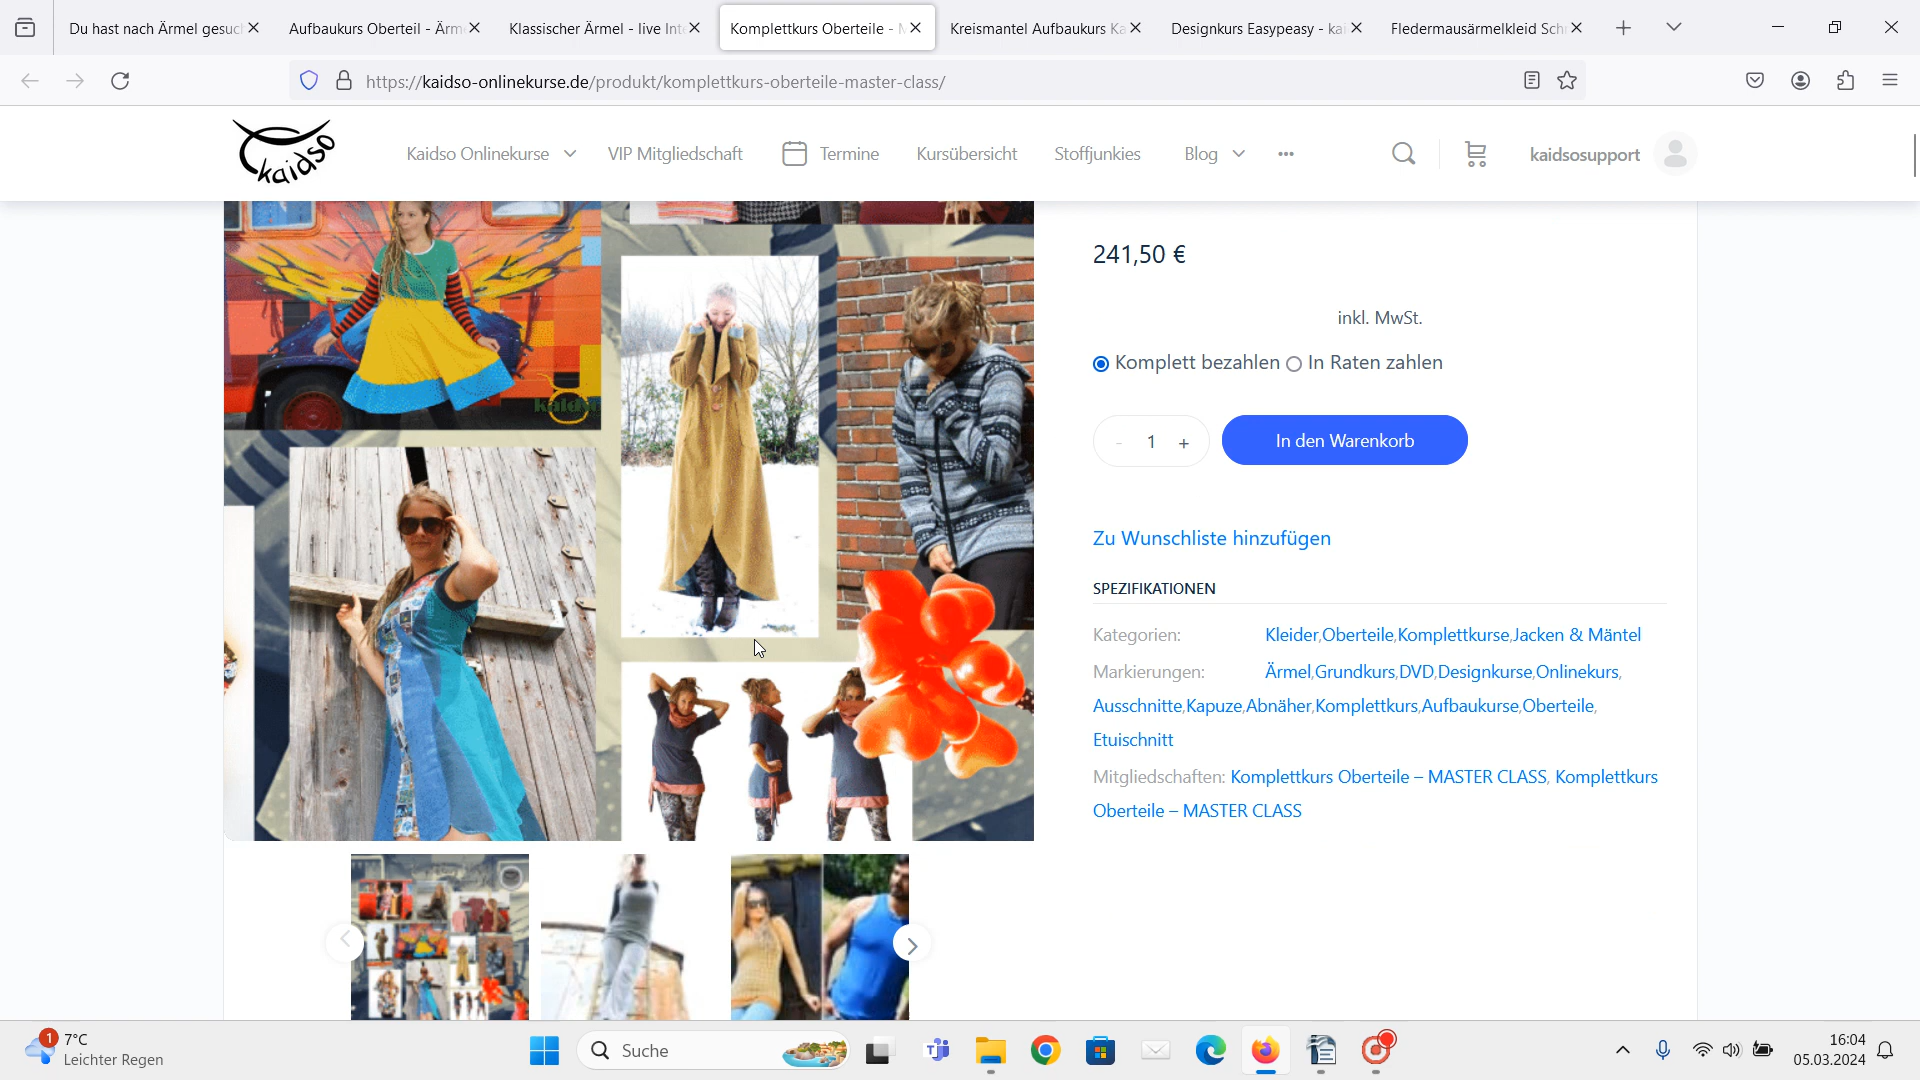 Du hast nach Ärmel gesuc
Aufbaukurs Oberteil - Ärm
Klassischer Ärmel - live Int
Komplettkurs Oberteile - M
Kreismantel Aufbaukurs Ka
Designkurs Easypeasy - kai
Fledermausärmelkleid Sch
https://kaidso-onlinekurse.de/produkt/komplettkurs-oberteile-master-class/
kaidso
Kaidso Onlinekurse
VIP Mitgliedschaft
Termine
Kursübersicht
Stoffjunkies
Blog
kaidsosupport
241,50 €
inkl. MwSt.
Komplett bezahlen In Raten zahlen
- 1 +
In den Warenkorb
Zu Wunschliste hinzufügen
SPEZIFIKATIONEN
Kategorien: Kleider,Oberteile,Komplettkurse,Jacken & Mäntel
Markierungen: Ärmel,Grundkurs,DVD,Designkurse,Onlinekurs,
Ausschnitte,Kapuze,Abnäher,Komplettkurs,Aufbaukurse,Oberteile,
Etuischnitt
Mitgliedschaften: Komplettkurs Oberteile – MASTER CLASS, Komplettkurs
Oberteile – MASTER CLASS
1
7°C
Leichter Regen
Suche
16:04
05.03.2024